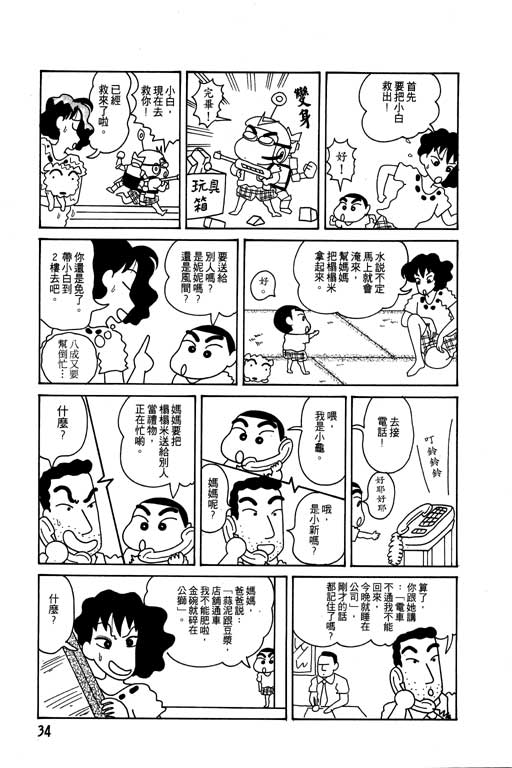 首先
要把小白
救出！
好！
變身
完畢！
玩具
箱
小白，
現在去
救你！
已經
救來了啦。
水說不定
馬上就會
淹來，
幫媽媽
把榻榻米
拿起來。
好。
要送給
別人嗎？
是妮妮嗎？
還是風間？
你還是免了。
帶小白到
2樓去吧。
八成又要
幫倒忙…
去接
電話！
叮鈴鈴鈴
好耶好耶
喂，
我是小龜。
哦，
是小新嗎？
媽媽呢？
媽媽要把
榻榻米送給別人
當禮物，
正在忙喲。
什麼？
算了，
你跟她講
：「電車
不通我不能
回來，
今晚就睡在
公司」
剛才的話
都記住了嗎？
媽媽，
爸爸說：
「蒜泥跟豆漿，
店舖通車
我不能肥啦，
金碗就碎在
公獅」。
什麼？
34